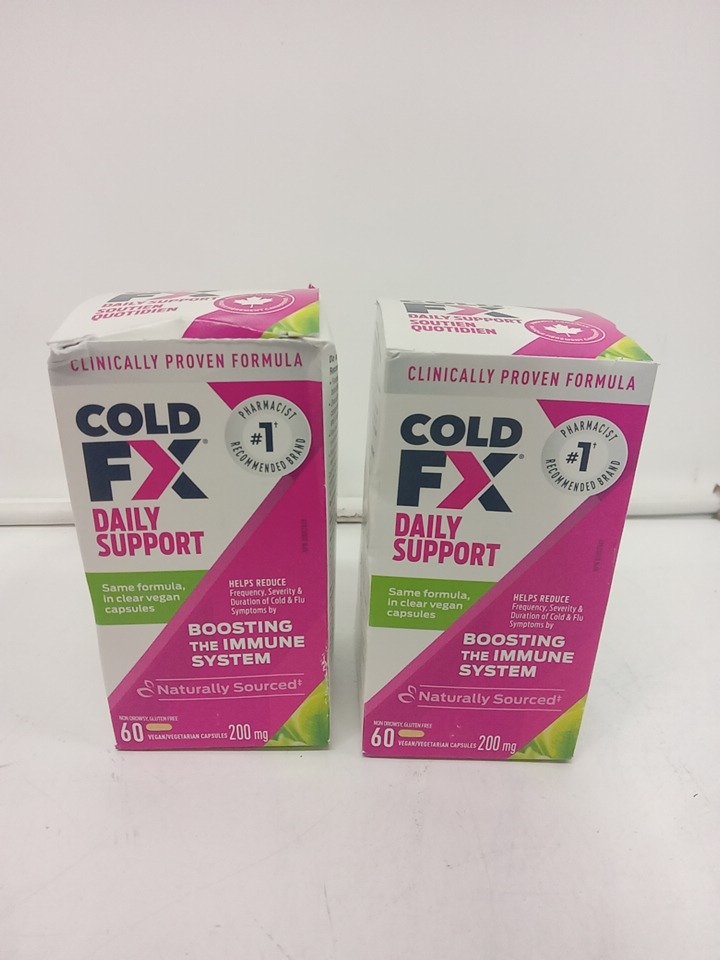 FX
DAILY SUPPORT
SOUTIEN
QUOTIDIEN
CLINICALLY PROVEN FORMULA
COLD
FX®
DAILY
SUPPORT
PHARMACIST
#1†
RECOMMENDED BRAND
Same formula,
in clear vegan
capsules
HELPS REDUCE
Frequency, Severity &
Duration of Cold & Flu
Symptoms by
BOOSTING
THE IMMUNE
SYSTEM
Naturally Sourced‡
NON DROWSY, GLUTEN FREE
60 VEGAN/VEGETARIAN CAPSULES 200 mg
FX
DAILY SUPPORT
SOUTIEN
QUOTIDIEN
CLINICALLY PROVEN FORMULA
COLD
FX®
DAILY
SUPPORT
PHARMACIST
#1†
RECOMMENDED BRAND
Same formula,
in clear vegan
capsules
HELPS REDUCE
Frequency, Severity &
Duration of Cold & Flu
Symptoms by
BOOSTING
THE IMMUNE
SYSTEM
Naturally Sourced‡
NON DROWSY, GLUTEN FREE
60 VEGAN/VEGETARIAN CAPSULES 200 mg